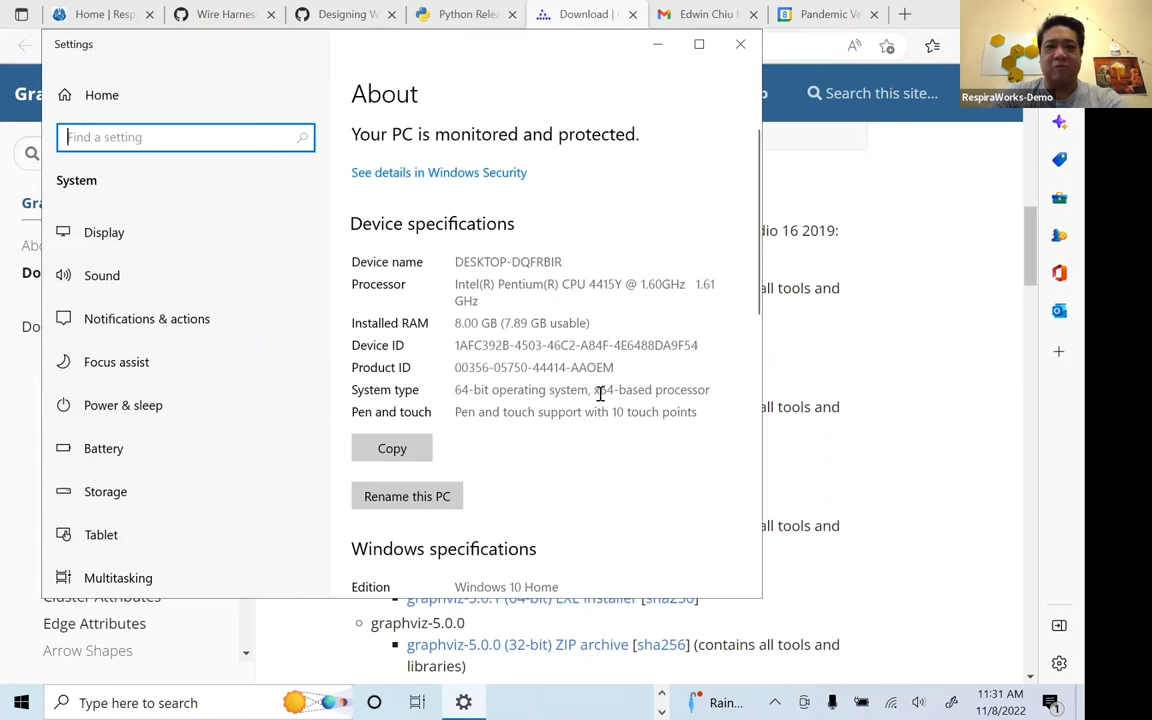 Home | Resp
Wire Harnes
Designing W
Python Relea
Download |
Edwin Chiu
Pandemic Ve
Settings
RespiraWorks-Demo
Home
About
Search this site...
Find a setting
Your PC is monitored and protected.
See details in Windows Security
System
Device specifications
dio 16 2019:
Display
Device name DESKTOP-DQFRBIR
Sound
Processor Intel(R) Pentium(R) CPU 4415Y @ 1.60GHz 1.61
GHz
all tools and
Notifications & actions
Installed RAM 8.00 GB (7.89 GB usable)
Device ID 1AFC392B-4503-46C2-A84F-4E6488DA9F54
Focus assist
Product ID 00356-05750-44414-AAOEM
System type 64-bit operating system, x64-based processor
Power & sleep
Pen and touch Pen and touch support with 10 touch points
all tools and
Battery
Copy
Storage
Rename this PC
Tablet
all tools and
Windows specifications
Multitasking
Edition Windows 10 Home
Cluster Attributes
graphviz-5.0.1 (64-bit) EXE installer [sha256]
Edge Attributes
graphviz-5.0.0
Arrow Shapes
graphviz-5.0.0 (32-bit) ZIP archive [sha256] (contains all tools and
libraries)
Type here to search
Rain...
11:31 AM
11/8/2022
1